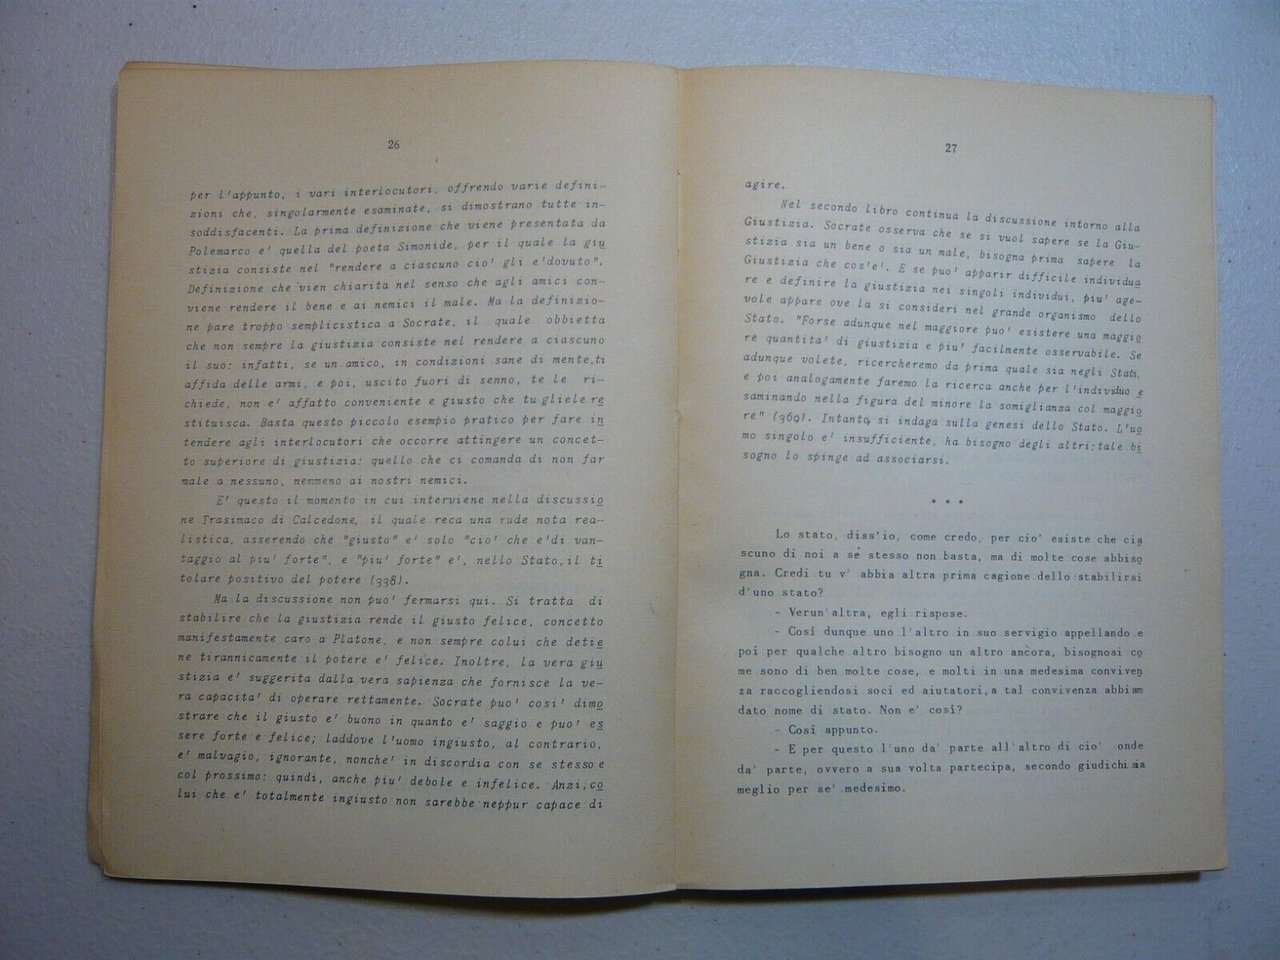 26
per l'appunto, i vari interlocutori, offrendo varie defini-
zioni che, singolarmente esaminate, si dimostrano tutte in-
soddisfacenti. La prima definizione che viene presentata da
Polemarco e' quella del poeta Simonide, per il quale la giu
stizia consiste nel "rendere a ciascuno cio' gli e'dovuto".
Definizione che vien chiarita nel senso che agli amici con-
viene rendere il bene e ai nemici il male. Ma la definizio-
ne pare troppo semplicistica a Socrate, il quale obbietta
che non sempre la giustizia consiste nel rendere a ciascuno
il suo: infatti, se un amico, in condizioni sane di mente,ti
affida delle armi, e poi, uscito fuori di senno, te le ri-
chiede, non e' affatto conveniente e giusto che tu gliele re
stituisca. Basta questo piccolo esempio pratico per fare in
tendere agli interlocutori che occorre attingere un concet-
to superiore di giustizia: quello che ci comanda di non far
male a nessuno, nemmeno ai nostri nemici.
E' questo il momento in cui interviene nella discussio
ne Trasimaco di Calcedone, il quale reca una rude nota rea-
listica, asserendo che "giusto" e' solo "cio' che e'di van-
taggio al piu' forte", e "piu' forte" e', nello Stato,il ti
tolare positivo del potere (338).
Ma la discussione non puo' fermarsi qui. Si tratta di
stabilire che la giustizia rende il giusto felice, concetto
manifestamente caro a Platone, e non sempre colui che detie
ne tirannicamente il potere e' felice. Inoltre, la vera giu
stizia e' suggerita dalla vera sapienza che fornisce la ve-
ra capacita' di operare rettamente. Socrate puo' cosi' dimo
strare che il giusto e' buono in quanto e' saggio e puo' es
sere forte e felice; laddove l'uomo ingiusto, al contrario,
e' malvagio, ignorante, nonche' in discordia con se stesso e
col prossimo: quindi, anche piu' debole e infelice. Anzi,co
lui che e' totalmente ingiusto non sarebbe neppur capace di
27
agire.
Nel secondo libro continua la discussione intorno alla
Giustizia. Socrate osserva che se si vuol sapere se la Giu-
stizia sia un bene o sia un male, bisogna prima sapere la
Giustizia che cos'e'. E se puo' apparir difficile individua
re e definire la giustizia nei singoli individui, piu' age-
vole appare ove la si consideri nel grande organismo dello
Stato. "Forse adunque nel maggiore puo' esistere una maggio
re quantita' di giustizia e piu' facilmente osservabile. Se
adunque volete, ricercheremo da prima quale sia negli Stati,
e poi analogamente faremo la ricerca anche per l'individuo e
saminando nella figura del minore la somiglianza col maggio
re" (369). Intanto, si indaga sulla genesi dello Stato. L'uo
mo singolo e' insufficiente, ha bisogno degli altri:tale bi
sogno lo spinge ad associarsi.
* * *
Lo stato, diss'io, come credo, per cio' esiste che cia
scuno di noi a sé stesso non basta, ma di molte cose abbiso
gna. Credi tu v' abbia altra prima cagione dello stabilirsi
d'uno stato?
- Verun'altra, egli rispose.
- Così dunque uno l'altro in suo servigio appellando e
poi per qualche altro bisogno un altro ancora, bisognosi co
me sono di ben molte cose, e molti in una medesima conviven
za raccogliendosi soci ed aiutatori,a tal convivenza abbiam
dato nome di stato. Non e' così?
- Così appunto.
- E per questo l'uno da' parte all'altro di cio' onde
da' parte, ovvero a sua volta partecipa, secondo giudichi sia
meglio per se' medesimo.